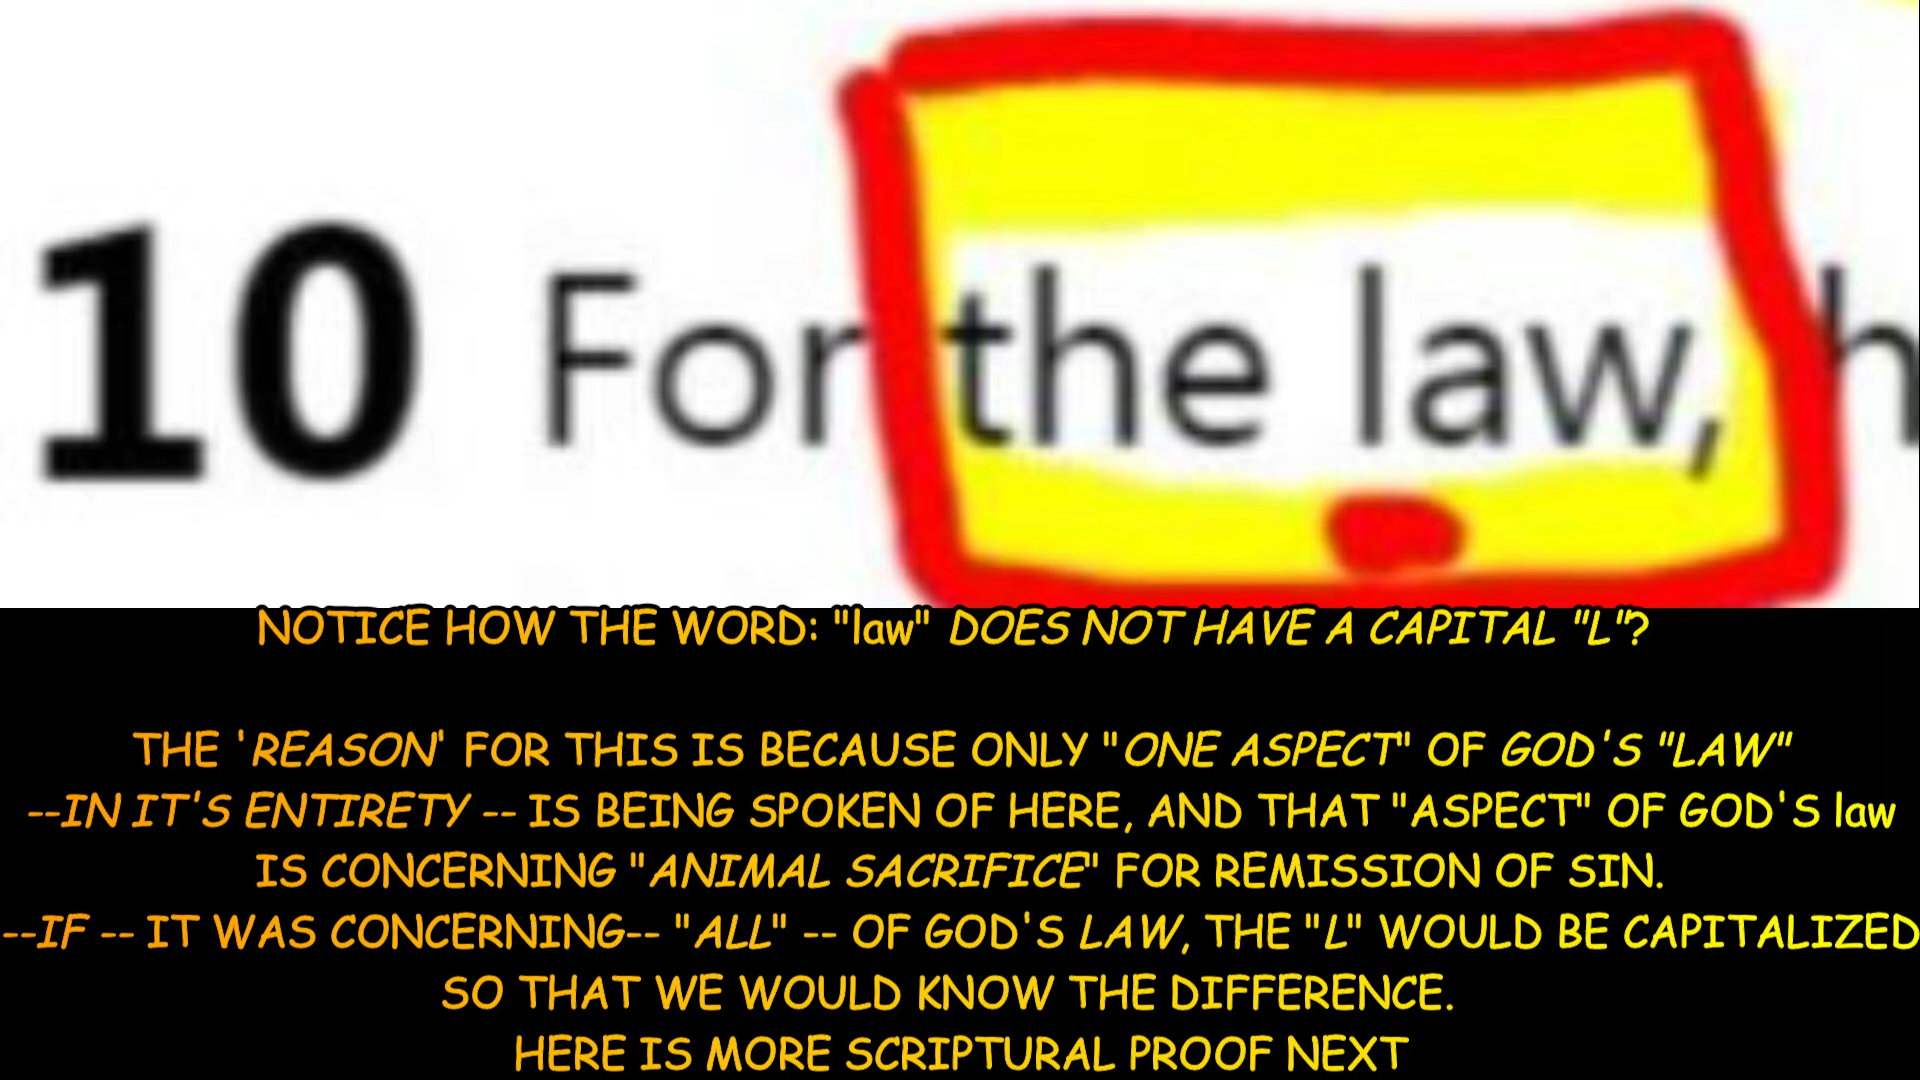 10 For the law, h
NOTICE HOW THE WORD: "law" DOES NOT HAVE A CAPITAL "L"?
THE 'REASON' FOR THIS IS BECAUSE ONLY "ONE ASPECT" OF GOD'S "LAW"
--IN IT'S ENTIRETY -- IS BEING SPOKEN OF HERE, AND THAT "ASPECT" OF GOD'S law
IS CONCERNING "ANIMAL SACRIFICE" FOR REMISSION OF SIN.
--IF -- IT WAS CONCERNING-- "ALL" -- OF GOD'S LAW, THE "L" WOULD BE CAPITALIZED
SO THAT WE WOULD KNOW THE DIFFERENCE.
HERE IS MORE SCRIPTURAL PROOF NEXT